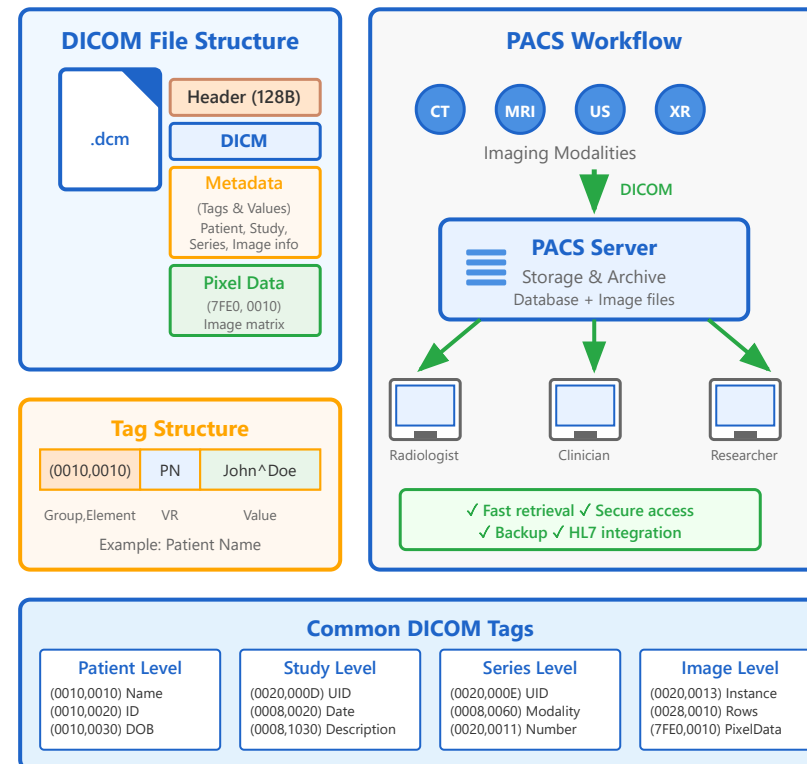 DICOM File Structure
.dcm
Header (128B)
DICM
Metadata
(Tags & Values)
Patient, Study,
Series, Image info
Pixel Data
(7FE0, 0010)
Image matrix
Tag Structure
(0010,0010) PN John^Doe
Group,Element VR Value
Example: Patient Name
PACS Workflow
CT MRI US XR
Imaging Modalities
DICOM
PACS Server
Storage & Archive
Database + Image files
Radiologist Clinician Researcher
✓ Fast retrieval ✓ Secure access
✓ Backup ✓ HL7 integration
Common DICOM Tags
Patient Level
(0010,0010) Name
(0010,0020) ID
(0010,0030) DOB
Study Level
(0020,000D) UID
(0008,0020) Date
(0008,1030) Description
Series Level
(0020,000E) UID
(0008,0060) Modality
(0020,0011) Number
Image Level
(0020,0013) Instance
(0028,0010) Rows
(7FE0,0010) PixelData